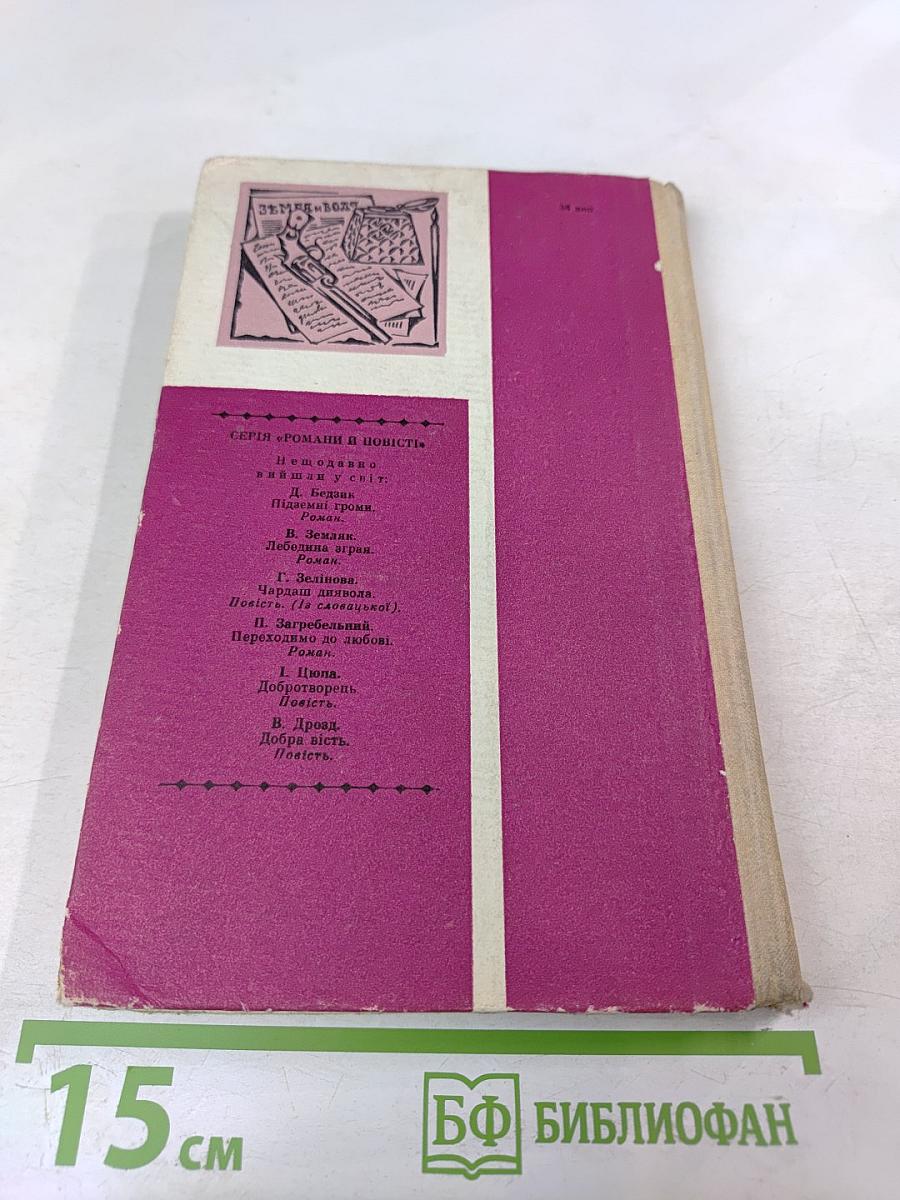 ЗЕМЛЯ и ВОЛЯ
СЕРІЯ «РОМАНИ Й ПОВІСТІ»
Нещодавно
вийшли у світ:
Д. Бедзик
Підземні громи.
Роман.
В. Земляк.
Лебедина зграя.
Роман.
Г. Зелінова.
Чардаш диявола.
Повість. (Із словацької).
П. Загребельний.
Переходимо до любові.
Роман.
І. Цюпа.
Добротворець
Повість.
В. Дрозд.
Добра вість.
Повість.
15 см
БФ БИБЛИОФАН